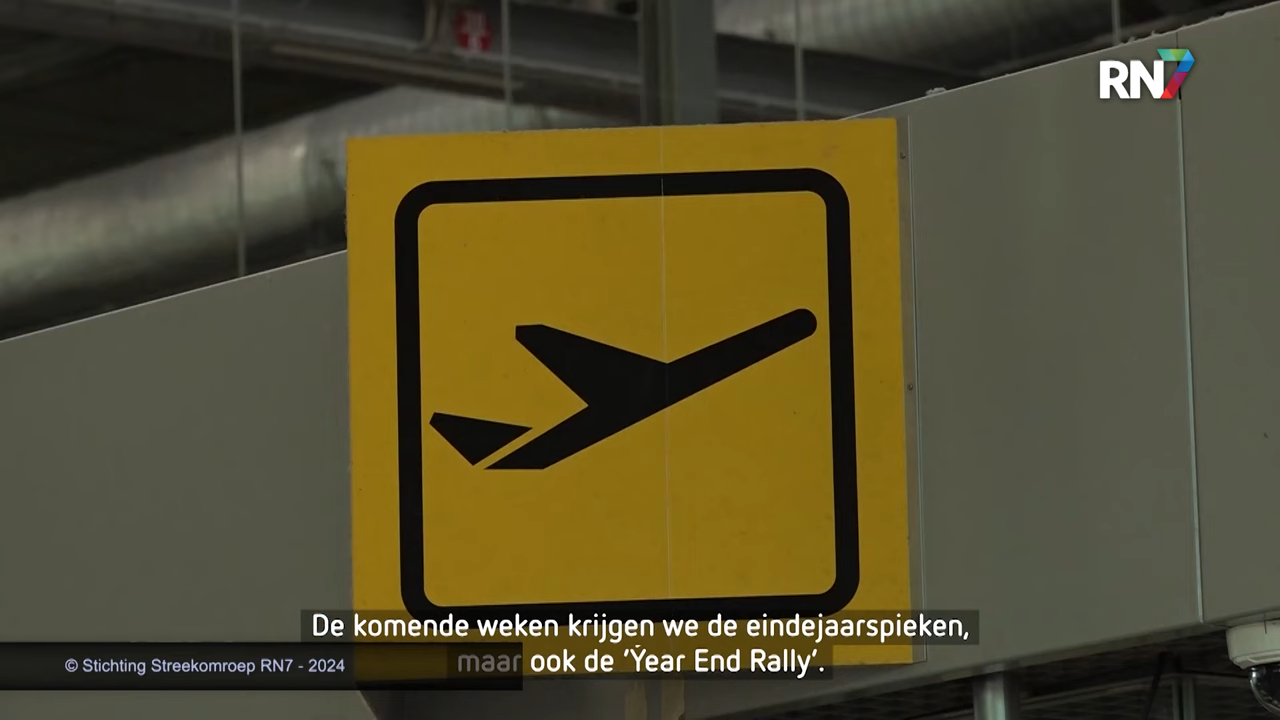 RN7
De komende weken krijgen we de eindejaarspieken,
maar ook de ‘Year End Rally’.
© Stichting Streekomroep RN7 - 2024